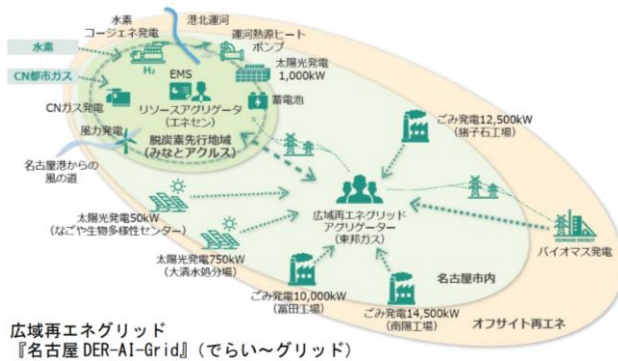 水素
コージェネ発電
港北運河
運河熱源ヒート
ポンプ
水素
H₂
太陽光発電
1,000kW
CN都市ガス
EMS
リソースアグリゲータ
(エネセン)
蓄電池
CNガス発電
風力発電
脱炭素先行地域
(みなとアクルス)
名古屋港からの
風の道
ごみ発電12,500kW
(猪子石工場)
太陽光発電50kW
(なごや生物多様性センター)
広域再エネグリッド
アグリゲーター
(東邦ガス)
BIOMASS ENERGY
バイオマス発電
太陽光発電750kW
(大清水処分場)
名古屋市内
ごみ発電10,000kW
(富田工場)
ごみ発電14,500kW
(南陽工場)
オフサイト再エネ
広域再エネグリッド
『名古屋 DER-AI-Grid』(でらい~グリッド)